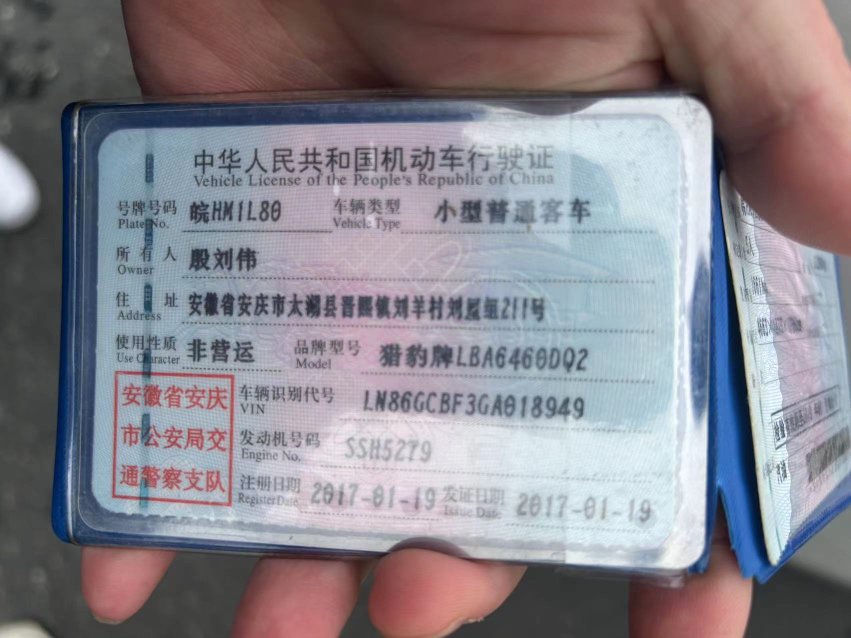 中华人民共和国机动车行驶证
Vehicle License of the People's Republic of China
号牌号码 皖HM1L80 车辆类型 小型普通客车
Plate No. Vehicle Type
所有人 殷刘伟
Owner
住址 安徽省安庆市太湖县晋熙镇刘羊村刘屋组211号
Address
使用性质 非营运 品牌型号 猎豹牌LBA6460DQ2
Use Character Model
安徽省安庆 车辆识别代号 LN86GCBF3GA018949
VIN
市公安局交 发动机号码 SSH5279
Engine No.
通警察支队 注册日期 2017-01-19 发证日期 2017-01-19
Register Date Issue Date